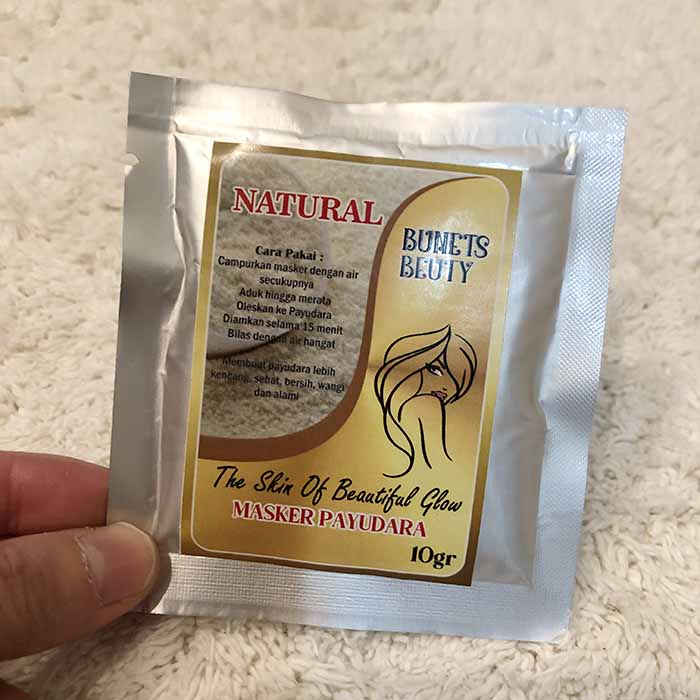 NATURAL
Cara Pakai :
Campurkan masker dengan air
secukupnya
Aduk hingga merata
Oleskan ke Payudara
Diamkan selama 15 menit
Bilas dengan air hangat
Membuat payudara lebih
kencang, sehat, bersih, wangi
dan alami
BUNETS
BEUTY
The Skin Of Beautiful Glow
MASKER PAYUDARA
10gr